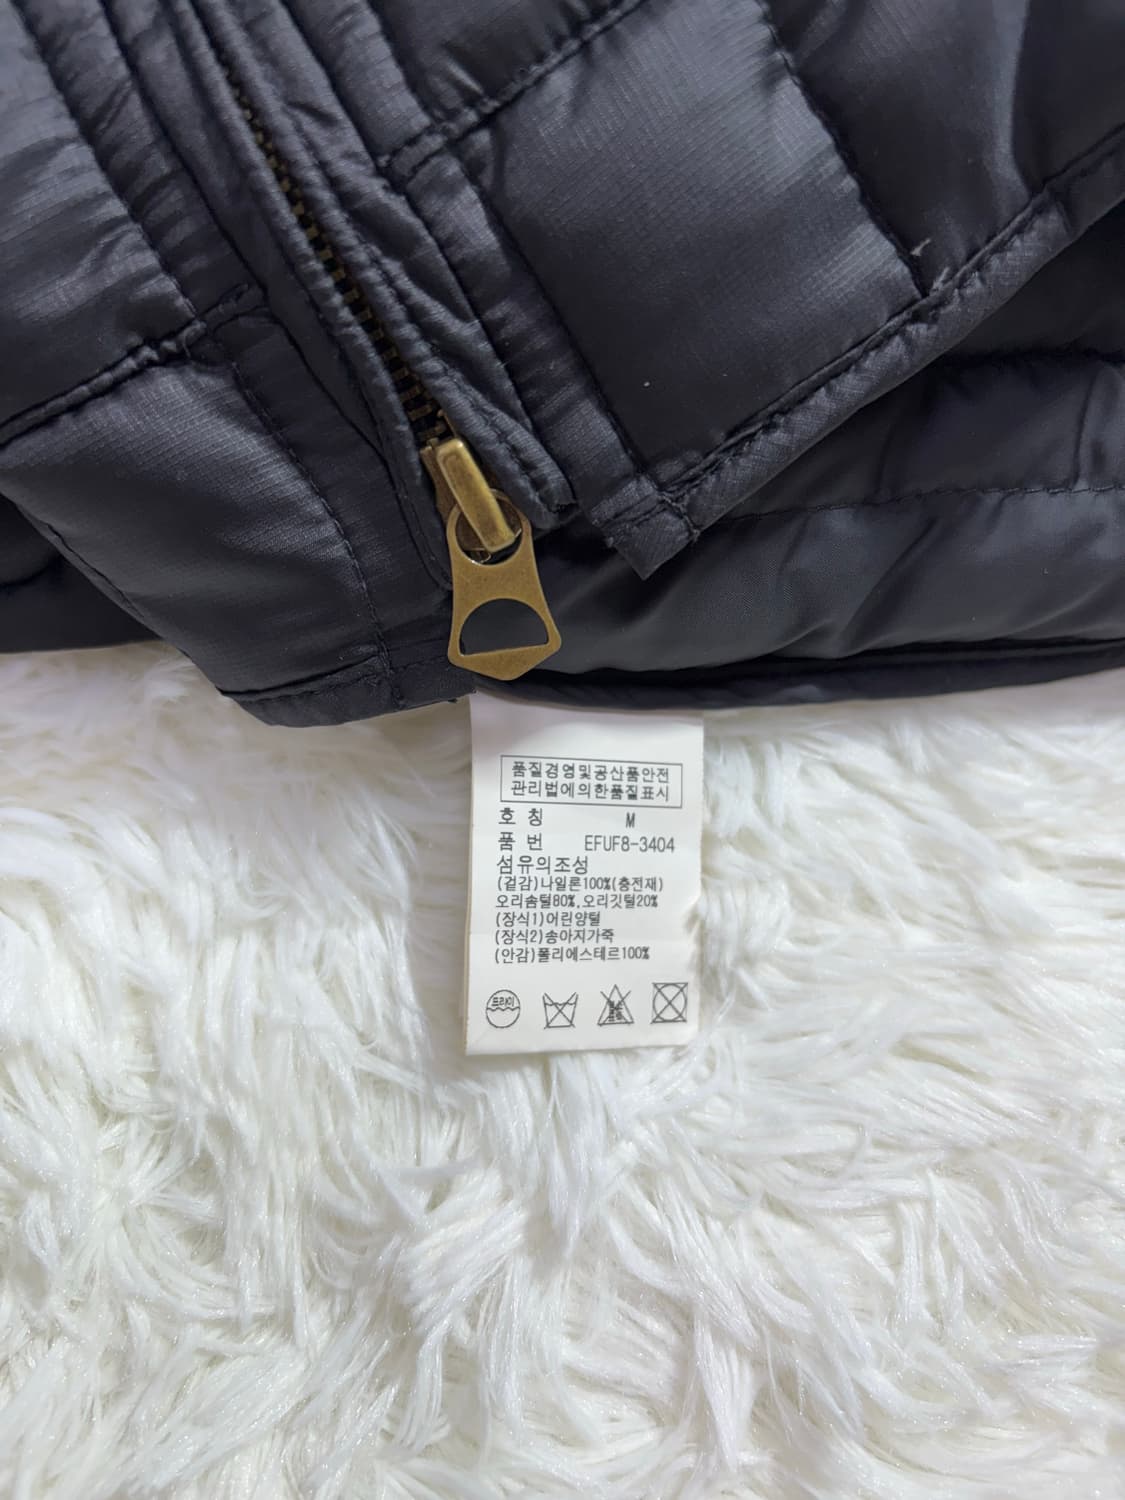 품질경영및공산품안전
관리법에의한품질표시
호 칭 M
품 번 EFUF8-3404
섬유의조성
(겉감)나일론100%(충전재)
오리솜털80%,오리깃털20%
(장식1)어린양털
(장식2)송아지가죽
(안감)폴리에스테르100%
드라이